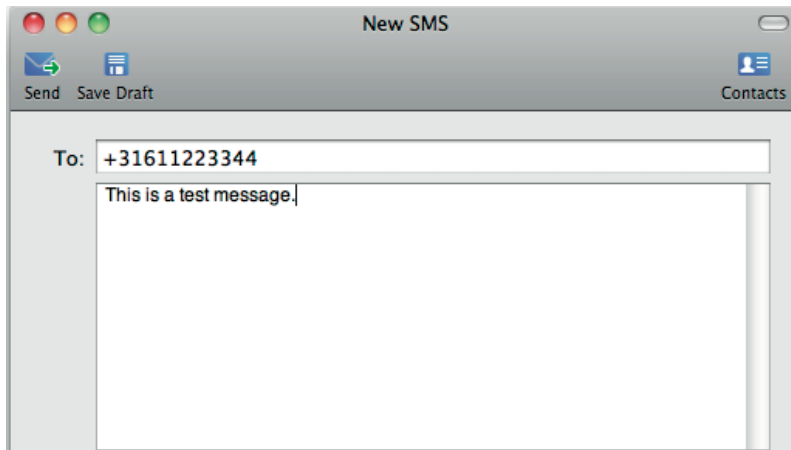 New SMS
Send Save Draft Contacts
To: +31611223344
This is a test message.